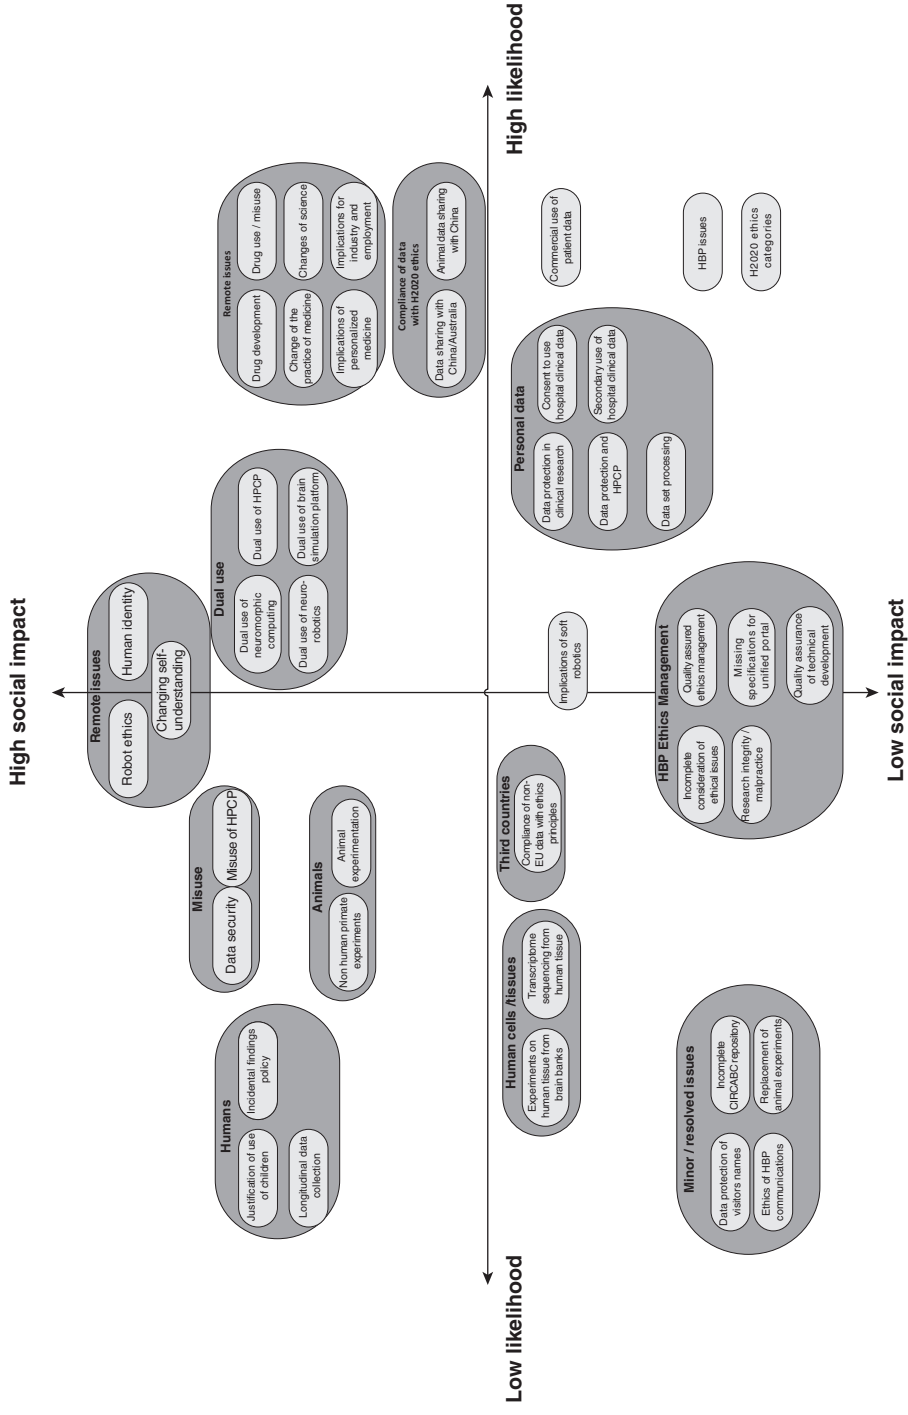 High social impact
Remote issues
Robot ethics
Human identity
Changing self-
understanding
Misuse
Data security
Misuse of HPCP
Humans
Justification of use
of children
Incidental findings
policy
Longitudinal data
collection
Animals
Non human primate
experiments
Animal
experimentation
Dual use
Dual use of
neuromorphic
computing
Dual use of HPCP
Dual use of neuro-
robotics
Dual use of brain
simulation platform
Remote issues
Drug development
Drug use / misuse
Change of the
practice of medicine
Changes of science
Implications of
personalized
medicine
Implications for
industry and
employment
Compliance of data
with H2020 ethics
Data sharing with
China/Australia
Animal data sharing
with China
Low likelihood
High likelihood
Human cells /tissues
Experiments on
human tissue from
brain banks
Transcriptome
sequencing from
human tissue
Third countries
Compliance of non-
EU data with ethics
principles
Implications of soft
robotics
Personal data
Data protection in
clinical research
Consent to use
hospital clinical data
Data protection and
HPCP
Secondary use of
hospital clinical data
Data set processing
Commercial use of
patient data
HBP issues
H2020 ethics
categories
HBP Ethics Management
Incomplete
consideration of
ethical issues
Quality assured
ethics management
Research integrity /
malpractice
Missing
specifications for
unified portal
Quality assurance
of technical
development
Minor / resolved issues
Data protection of
visitors names
Incomplete
CIRCABC repository
Ethics of HBP
communications
Replacement of
animal experiments
Low social impact